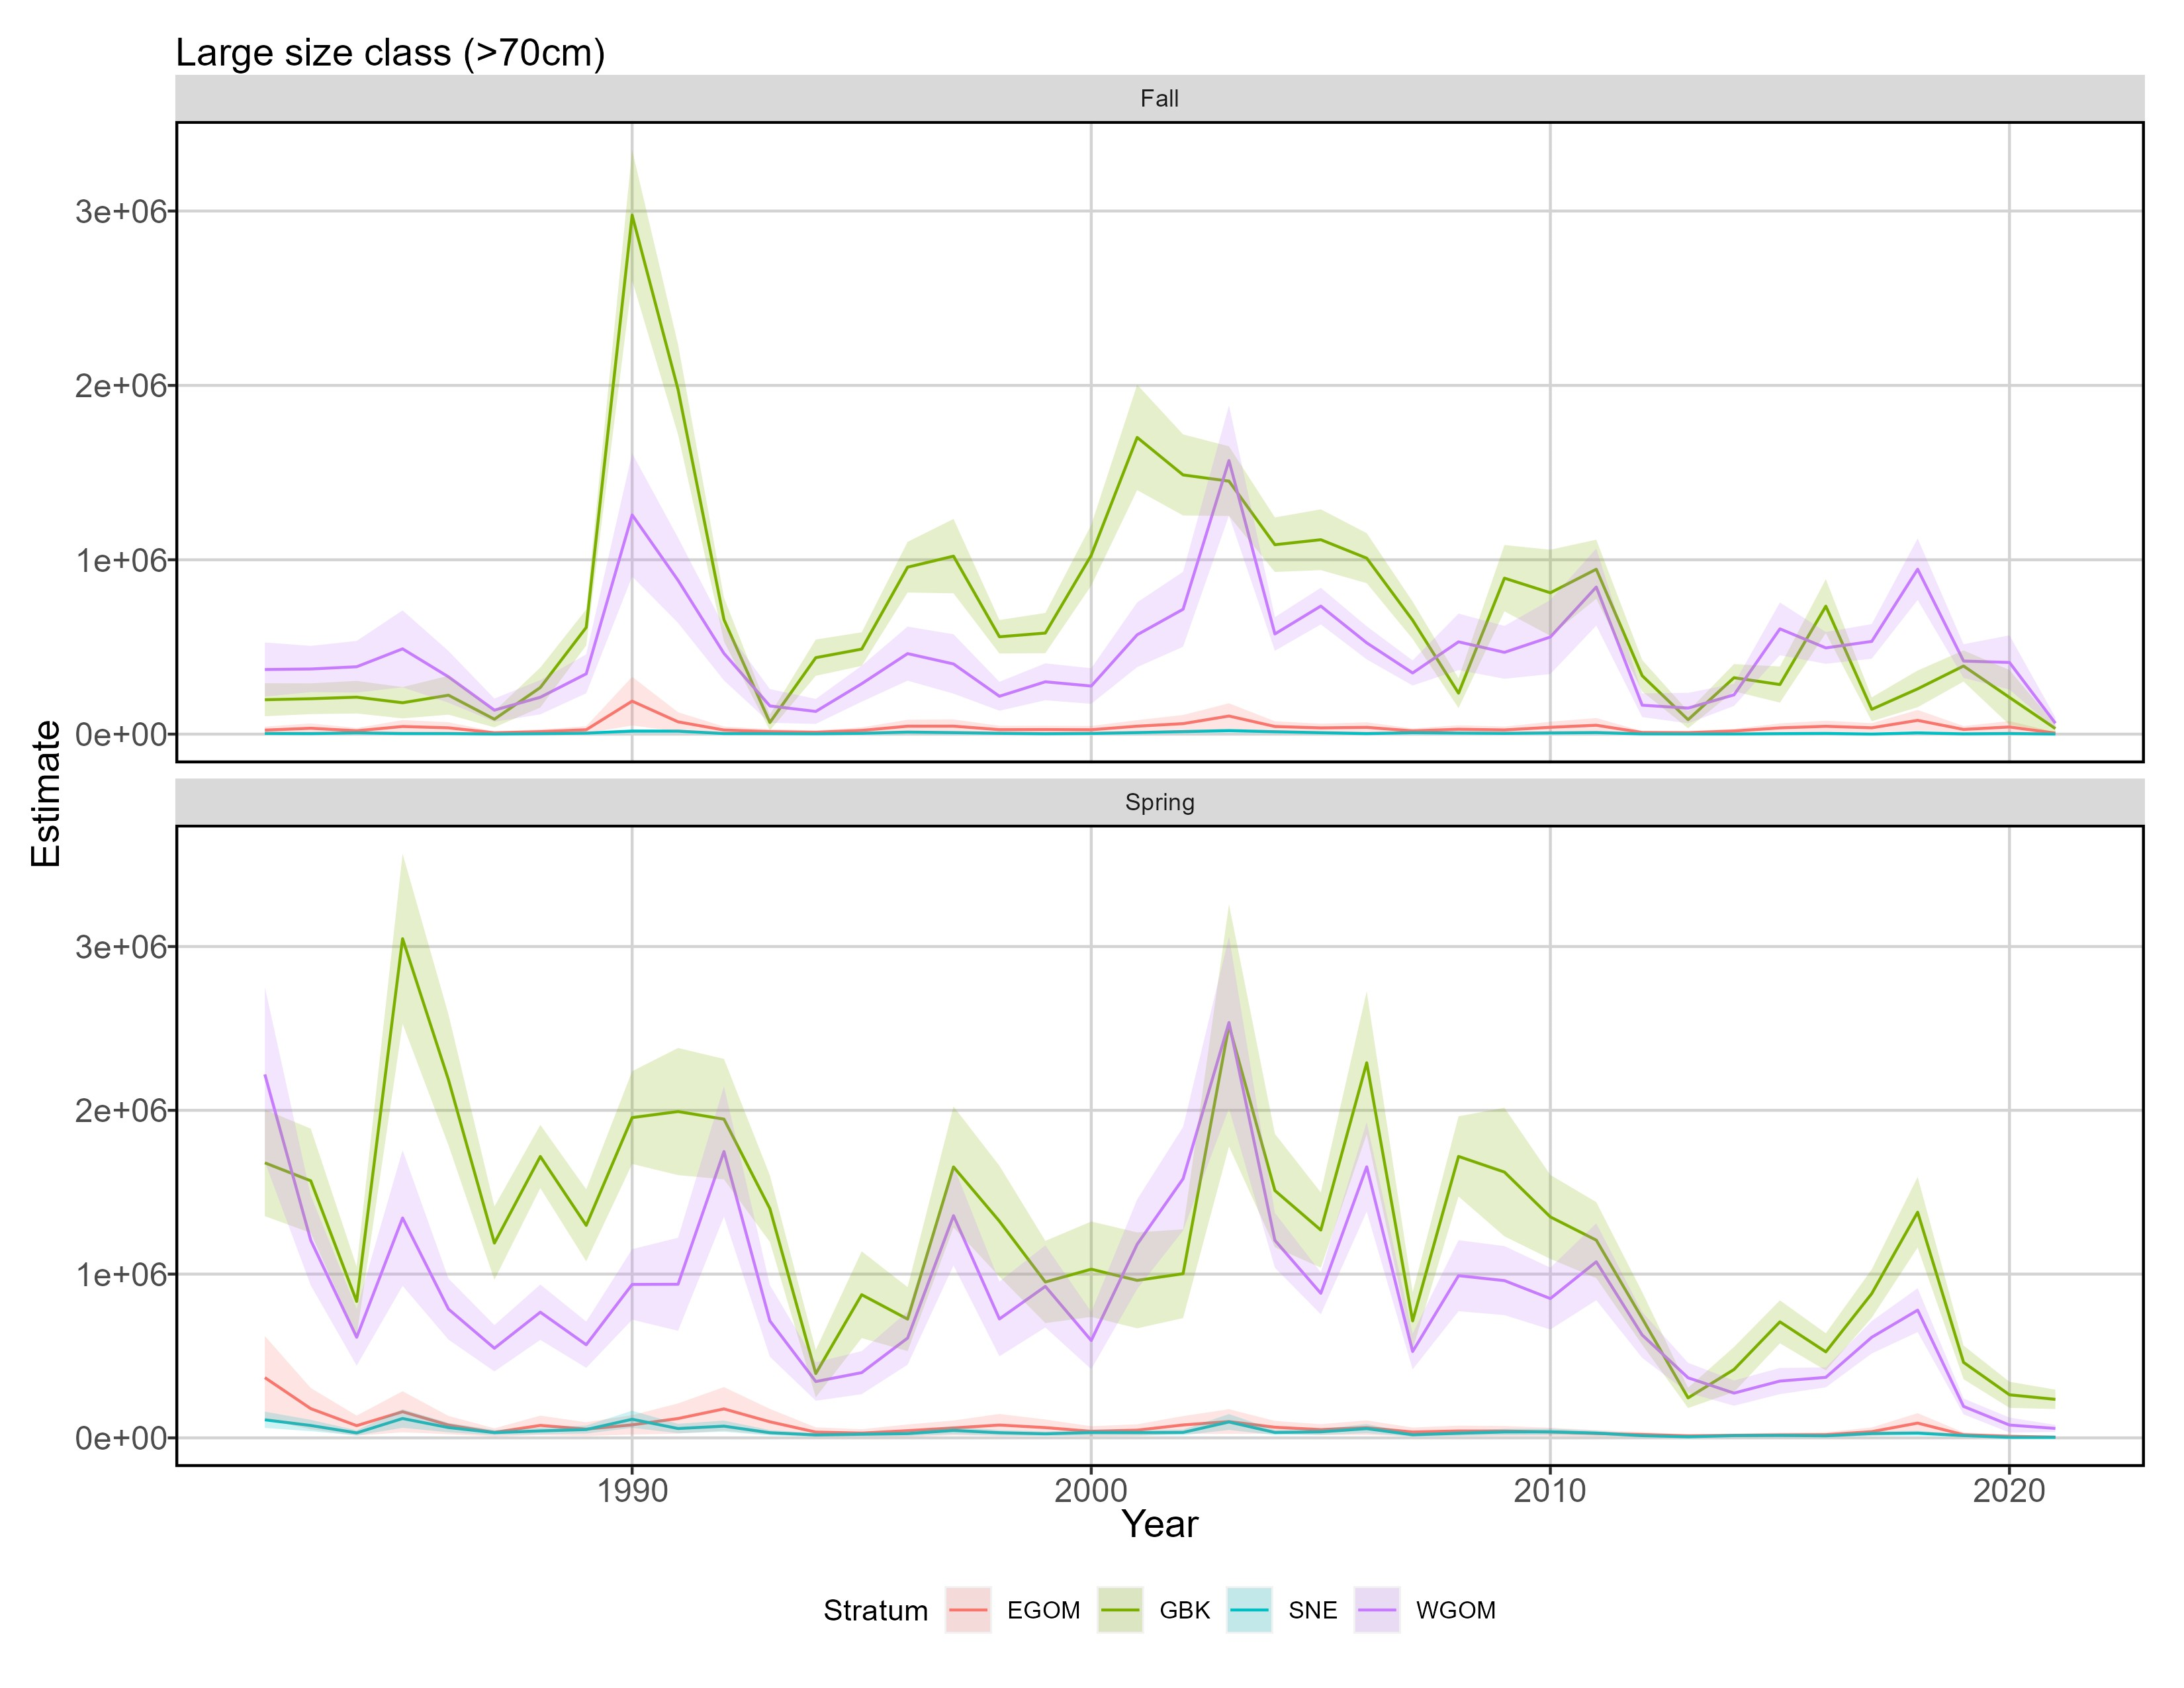 Large size class (>70cm)
Fall
3e+06
2e+06
1e+06
0e+00
Estimate
Spring
3e+06
2e+06
1e+06
0e+00
1990 2000 2010 2020
Year
Stratum EGOM GBK SNE WGOM